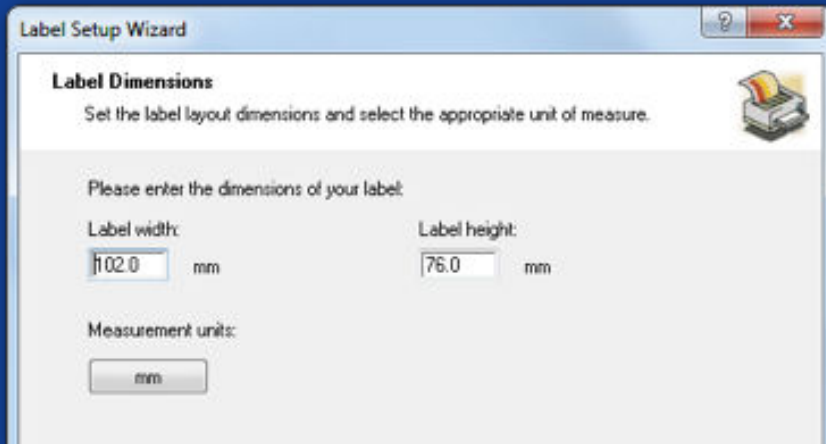 Label Setup Wizard
Label Dimensions
Set the label layout dimensions and select the appropriate unit of measure.
Please enter the dimensions of your label:
Label width: Label height:
102.0 mm 76.0 mm
Measurement units:
mm